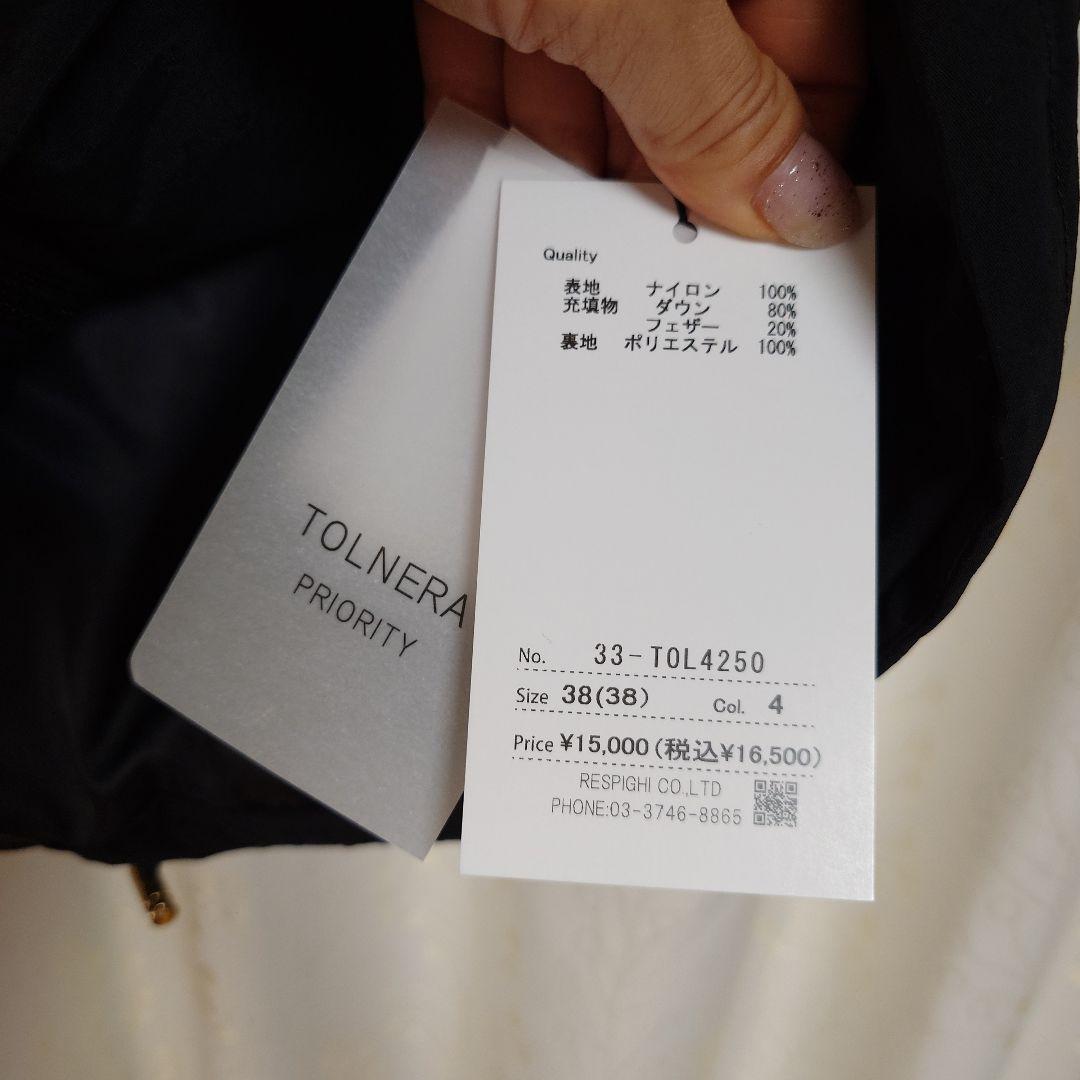 TOLNERA
PRIORITY
Quality
表地 ナイロン 100%
充填物 ダウン 80%
フェザー 20%
裏地 ポリエステル 100%
No. 33-TOL4250
Size 38(38) Col. 4
Price ¥15,000(税込¥16,500)
RESPIGHI CO.,LTD
PHONE:03-3746-8865